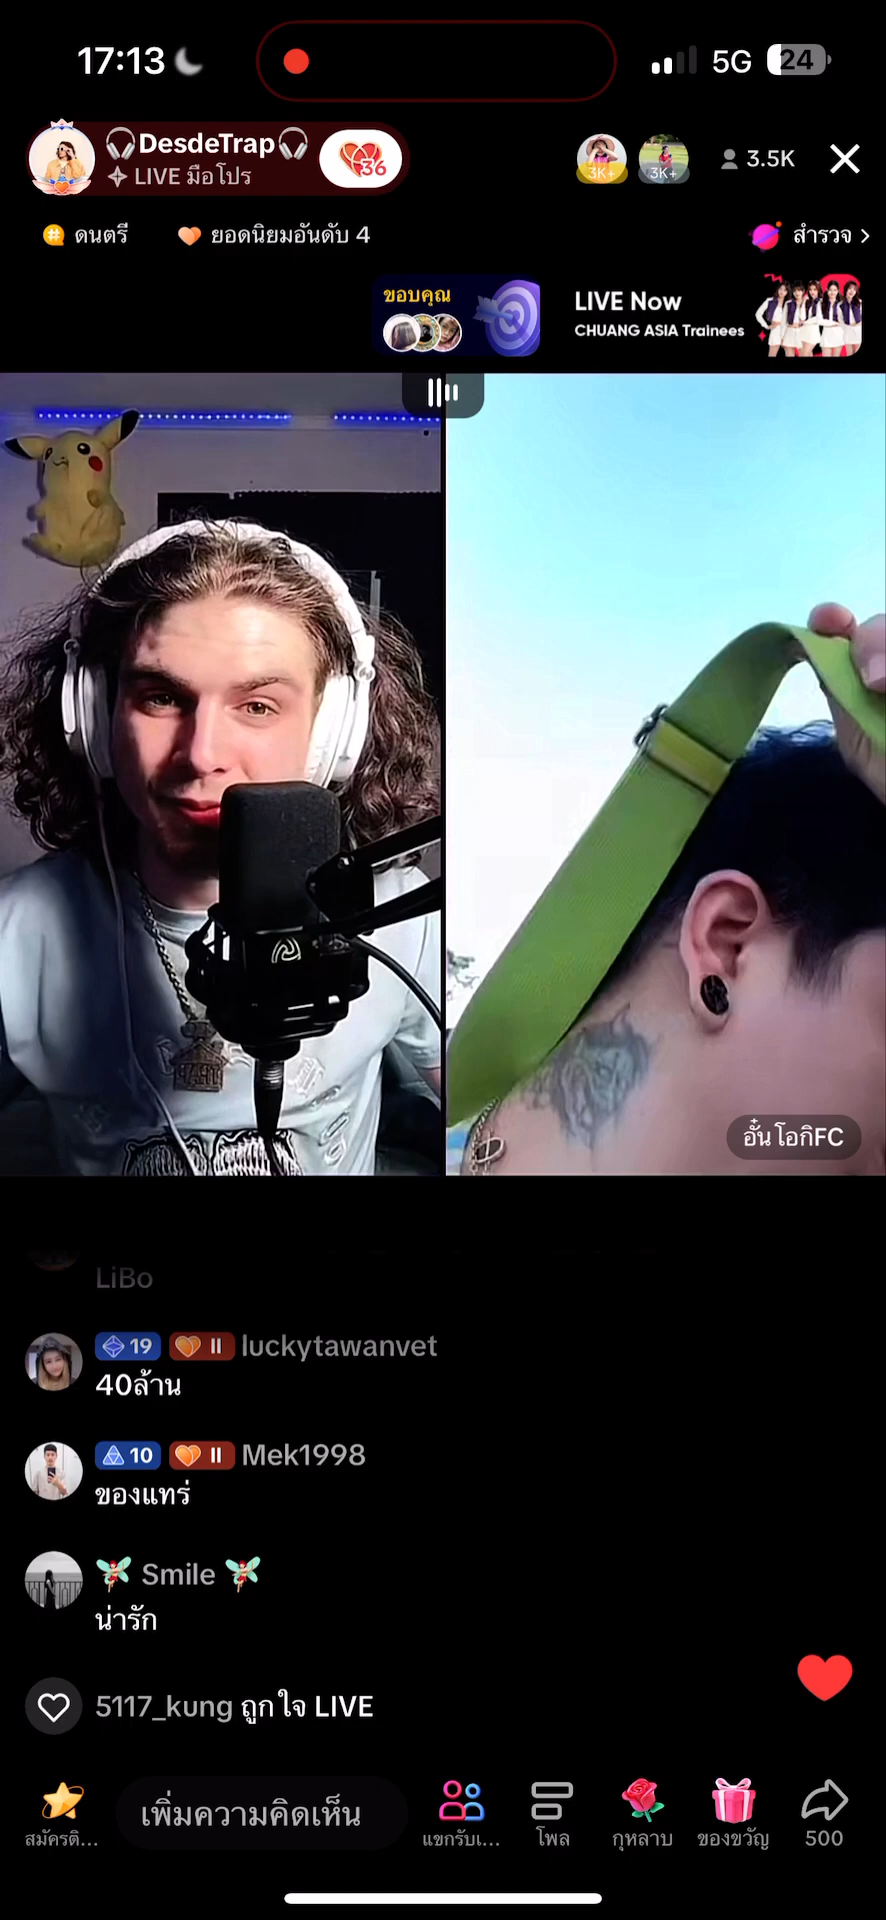 17:13
5G
24
🎧DesdeTrap🎧
LIVE มือโปร
36
3K+
3K+
3.5K
ดนตรี
ยอดนิยมอันดับ 4
สำรวจ
ขอบคุณ
LIVE Now
CHUANG ASIA Trainees
อั๋น โอกิFC
LiBo
19 II luckytawanvet
40ล้าน
10 II Mek1998
ของแทร่
🧚 Smile 🧚
น่ารัก
5117_kung ถูกใจ LIVE
สมัครติ...
เพิ่มความคิดเห็น
แขกรับเ...
โพล
กุหลาบ
ของขวัญ
500